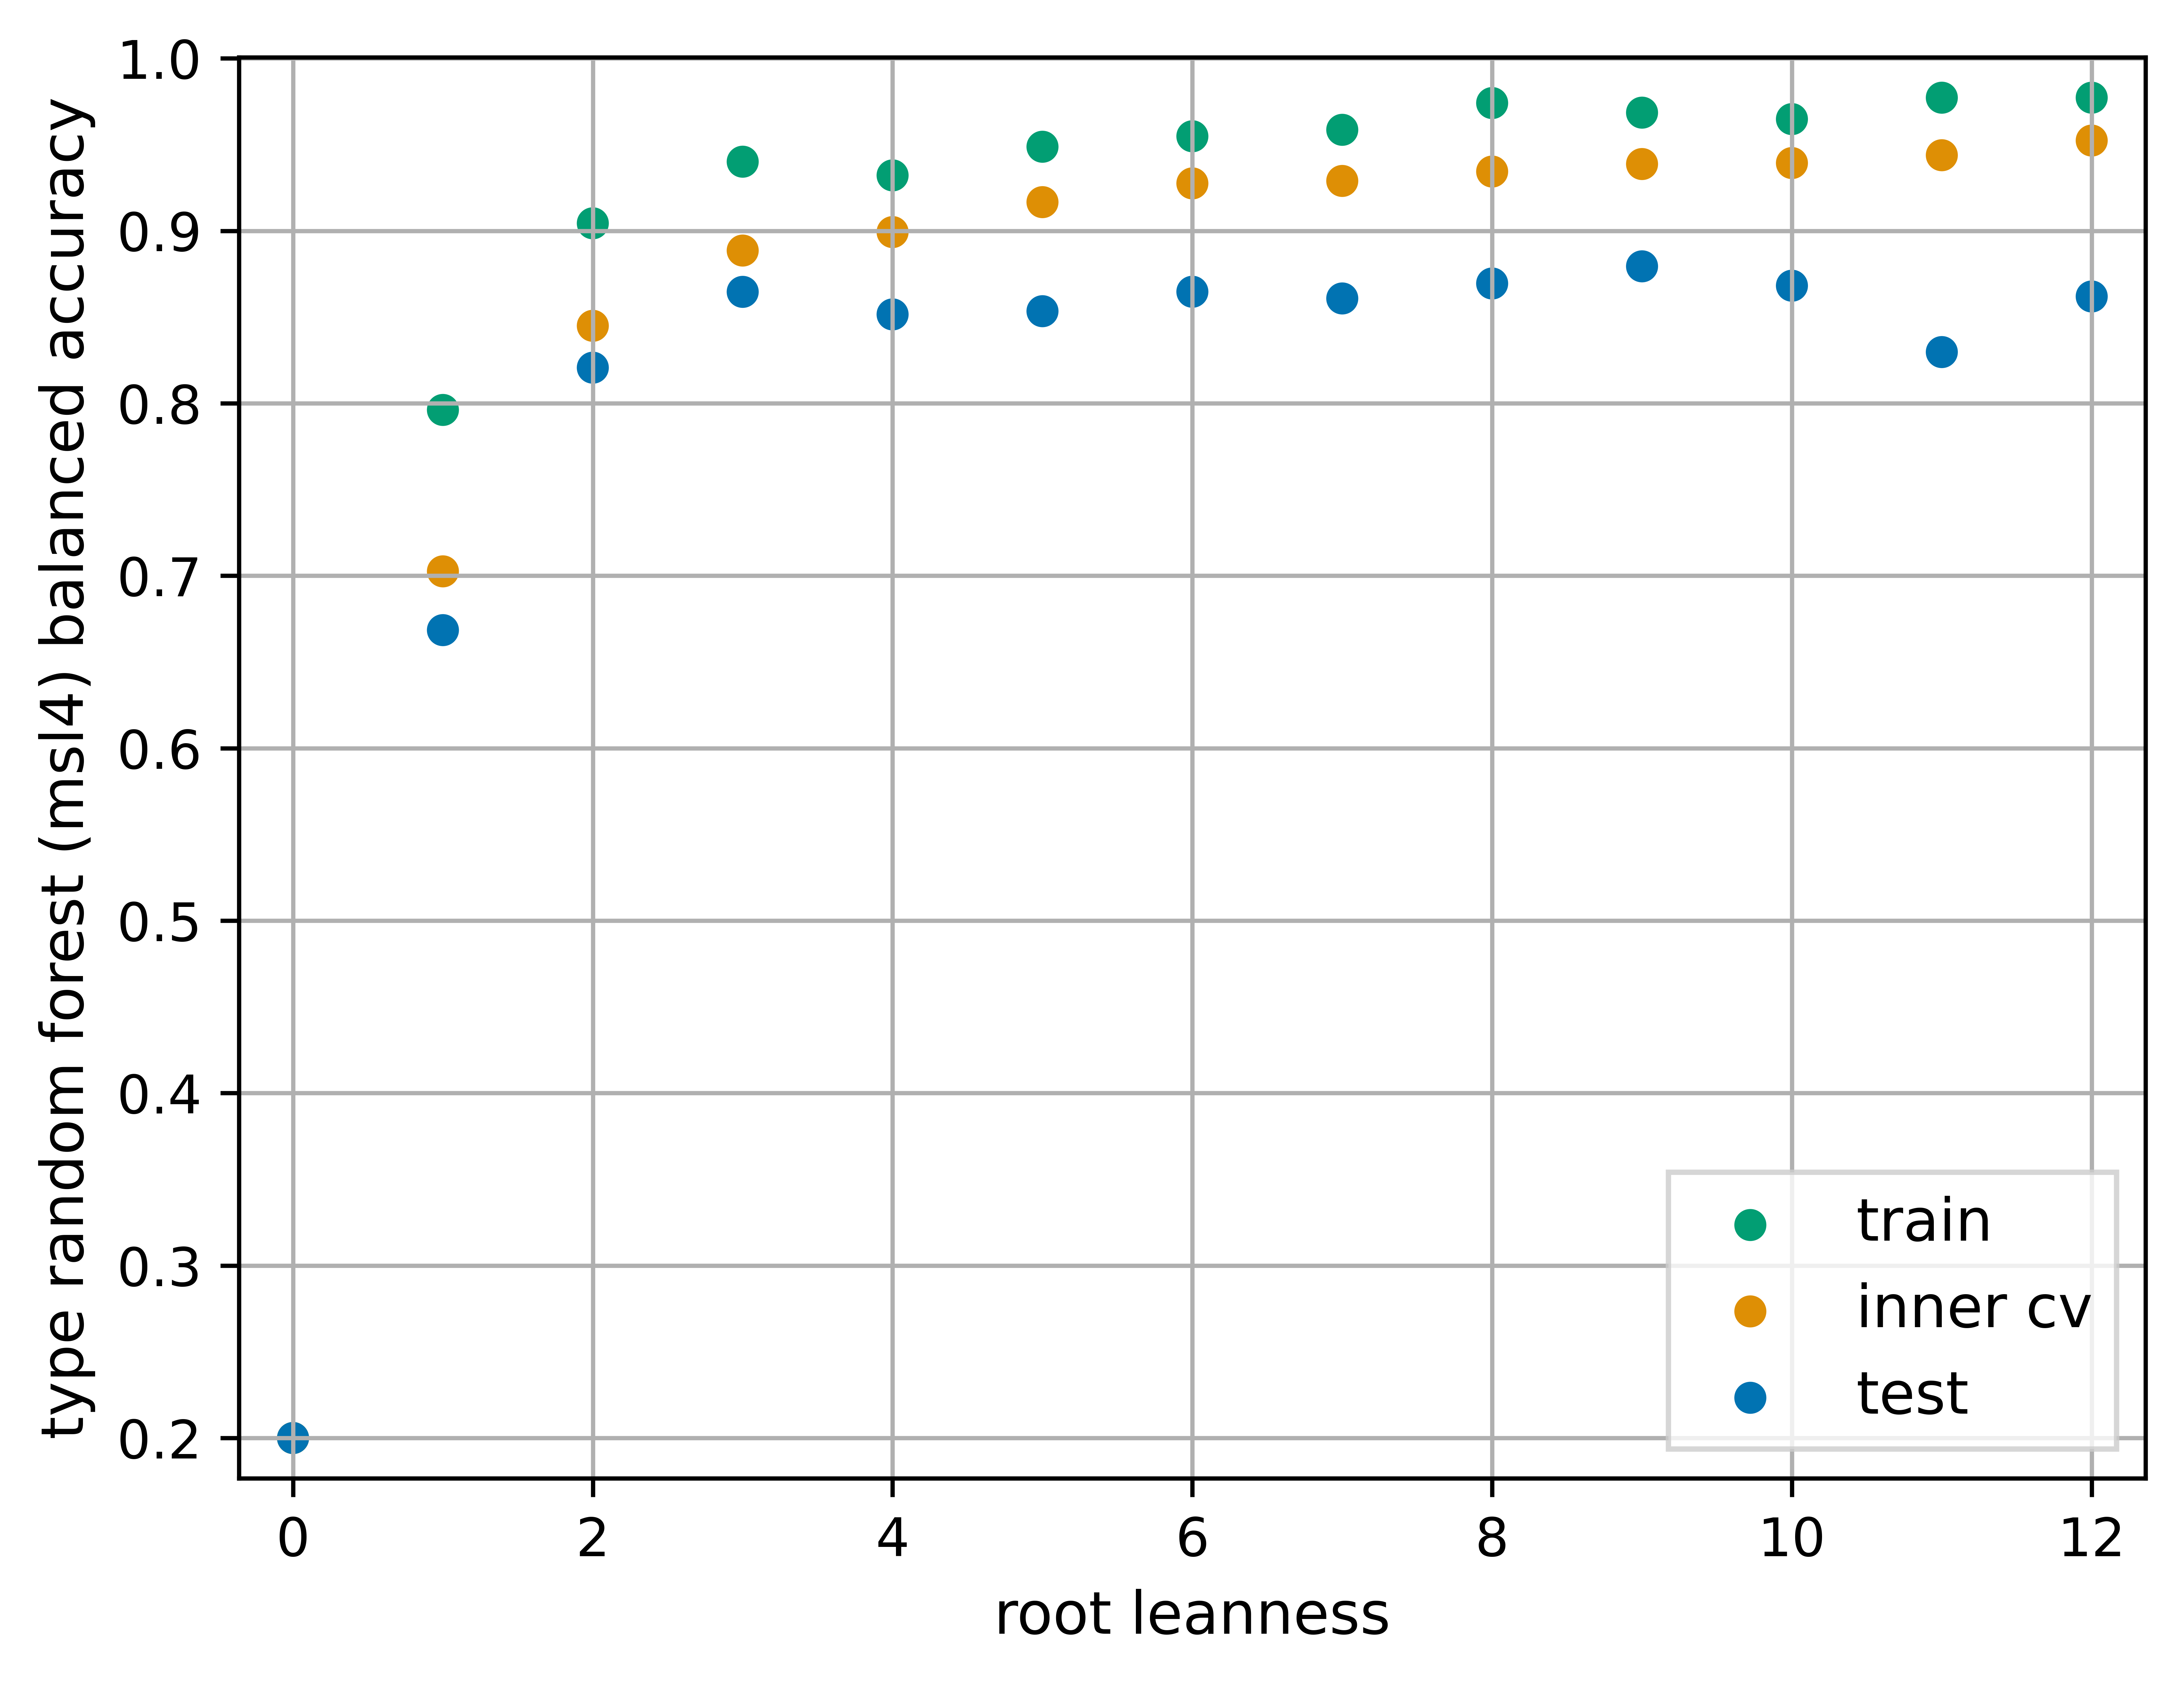 type random forest (msl4) balanced accuracy
1.0
0.9
0.8
0.7
0.6
0.5
0.4
0.3
0.2
0 2 4 6 8 10 12
root leanness
train
inner cv
test